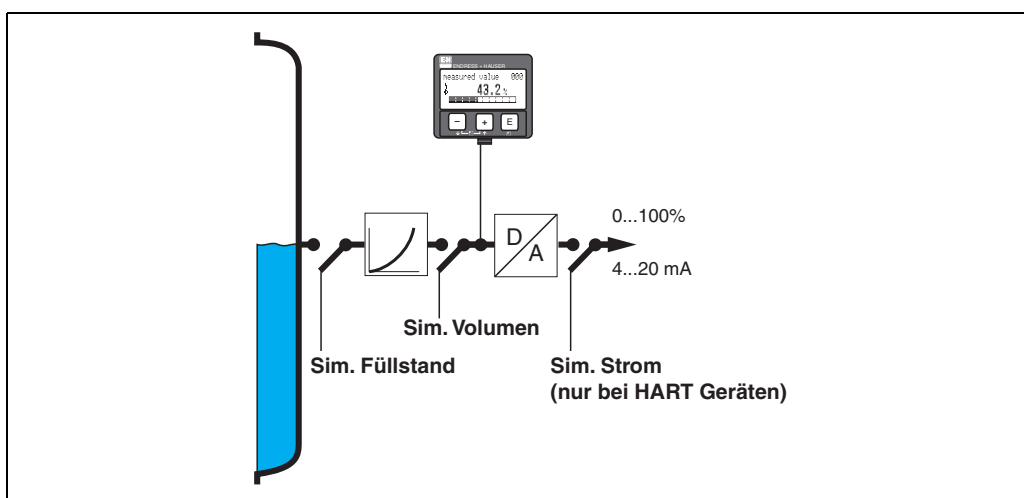 EH
ENDRESS + HAUSER
measured value 000
43.2%
- + E
0...100%
D/A
4...20 mA
Sim. Volumen
Sim. Füllstand
Sim. Strom
(nur bei HART Geräten)